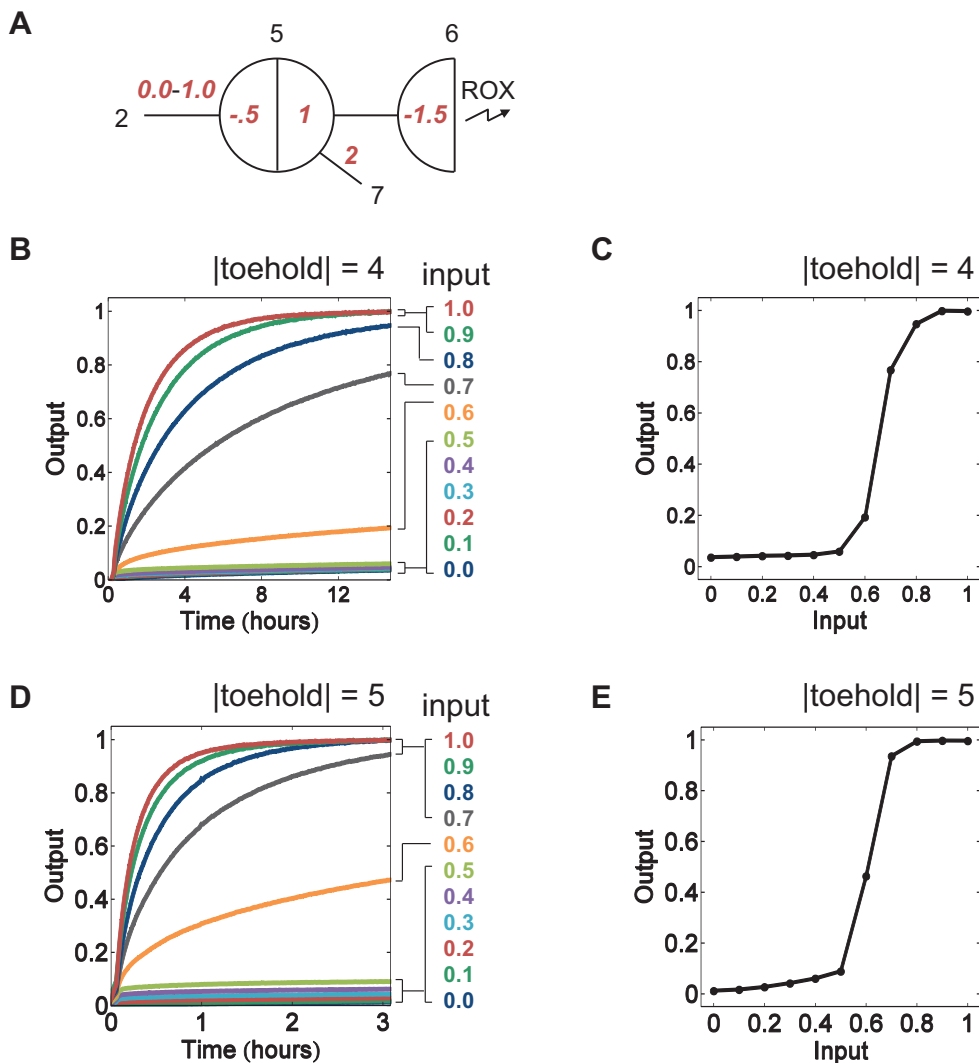 A
5
6
0.0-1.0
ROX
2
-.5
1
-1.5
2
7
B
|toehold| = 4
input
1
0.8
0.6
0.4
0.2
0
Output
0
4
8
12
Time (hours)
1.0
0.9
0.8
0.7
0.6
0.5
0.4
0.3
0.2
0.1
0.0
C
|toehold| = 4
1
0.8
0.6
0.4
0.2
0
Output
0 0.2 0.4 0.6 0.8 1
Input
D
|toehold| = 5
input
1
0.8
0.6
0.4
0.2
0
Output
0 1 2 3
Time (hours)
1.0
0.9
0.8
0.7
0.6
0.5
0.4
0.3
0.2
0.1
0.0
E
|toehold| = 5
1
0.8
0.6
0.4
0.2
0
Output
0 0.2 0.4 0.6 0.8 1
Input